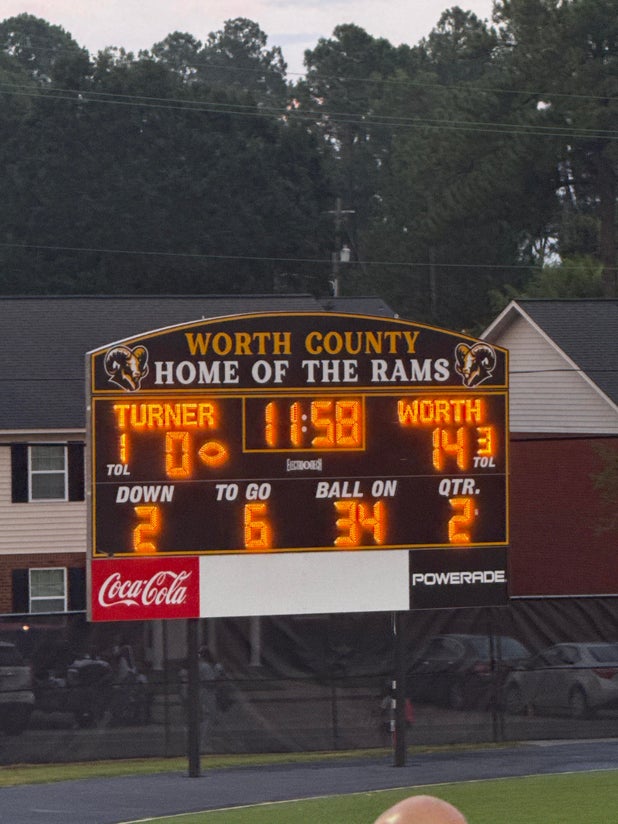 WORTH COUNTY
HOME OF THE RAMS
TURNER 11:58 WORTH
1 0 14 3
TOL TOL
DOWN TO GO BALL ON QTR.
2 6 34 2
Coca-Cola POWERADE